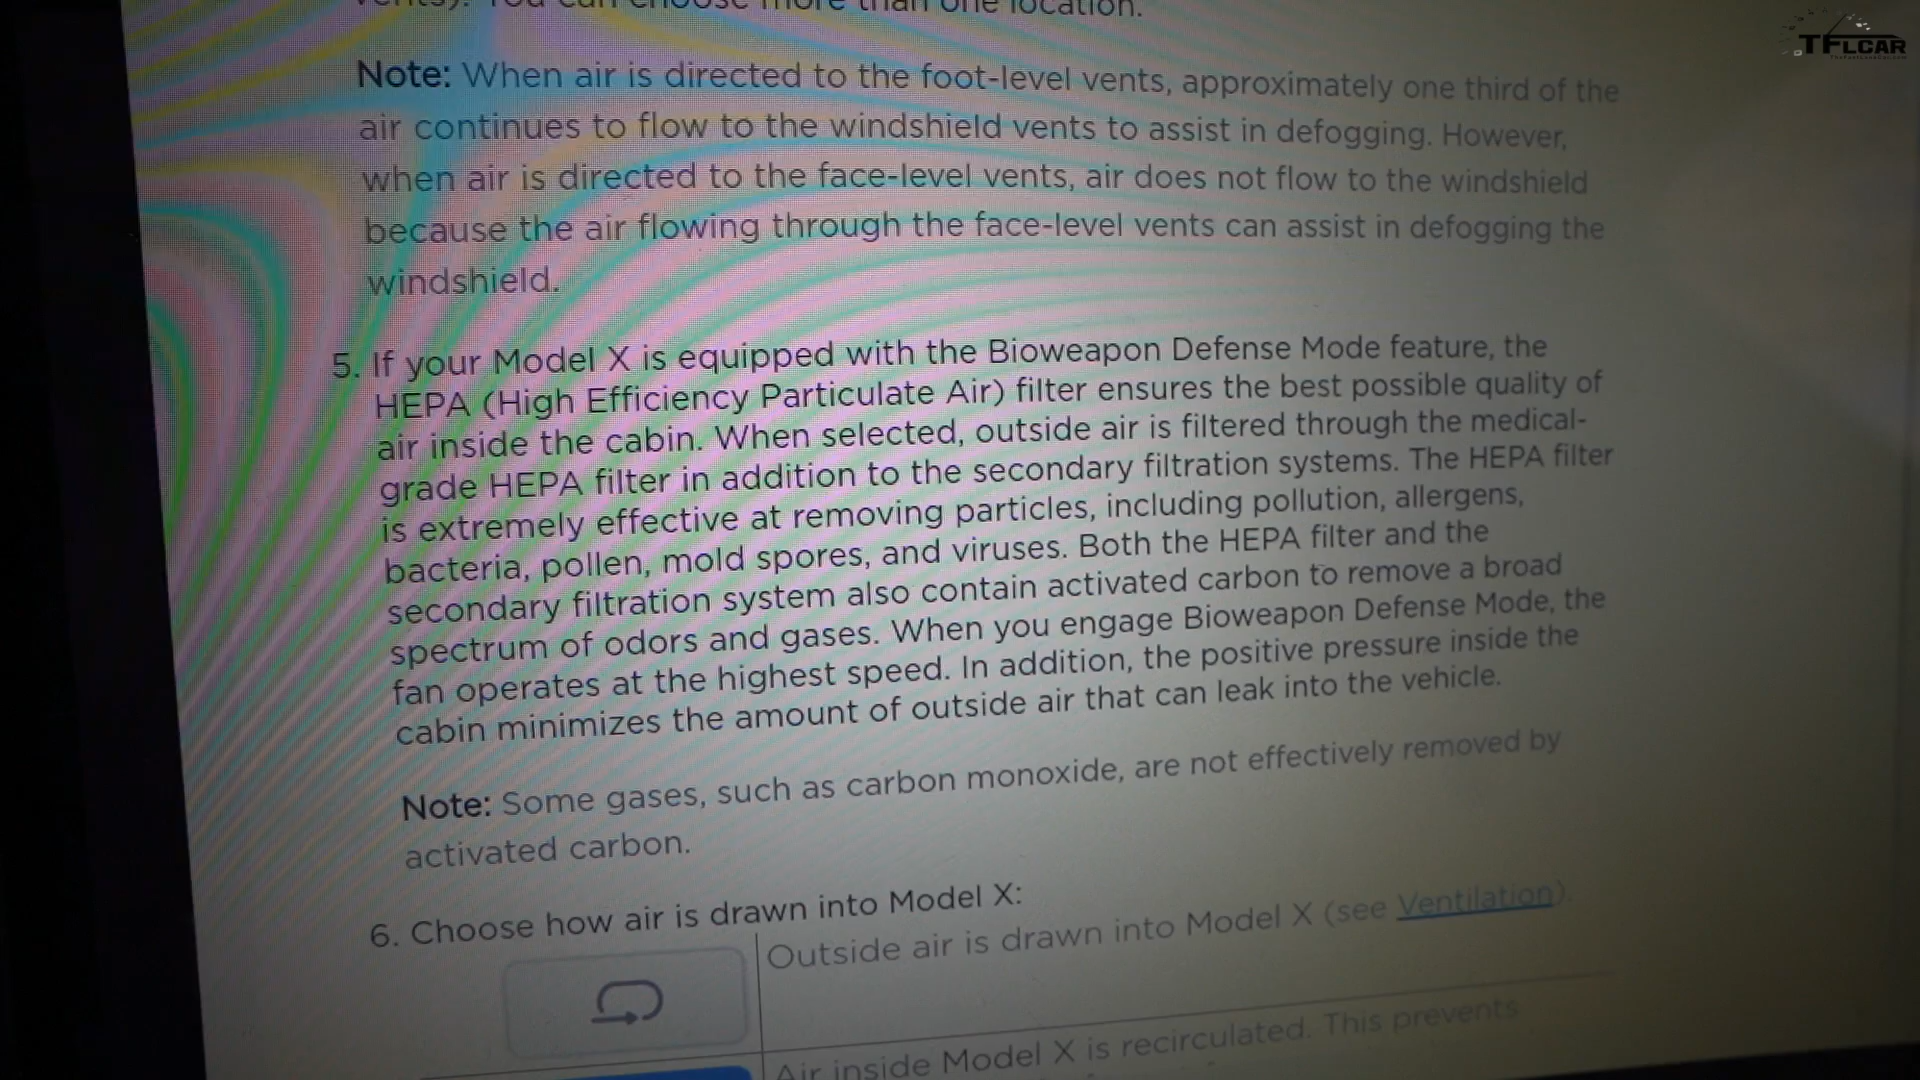 You can choose more than one location.
TFLCAR
Note: When air is directed to the foot-level vents, approximately one third of the
air continues to flow to the windshield vents to assist in defogging. However,
when air is directed to the face-level vents, air does not flow to the windshield
because the air flowing through the face-level vents can assist in defogging the
windshield.
5. If your Model X is equipped with the Bioweapon Defense Mode feature, the
HEPA (High Efficiency Particulate Air) filter ensures the best possible quality of
air inside the cabin. When selected, outside air is filtered through the medical-
grade HEPA filter in addition to the secondary filtration systems. The HEPA filter
is extremely effective at removing particles, including pollution, allergens,
bacteria, pollen, mold spores, and viruses. Both the HEPA filter and the
secondary filtration system also contain activated carbon to remove a broad
spectrum of odors and gases. When you engage Bioweapon Defense Mode, the
fan operates at the highest speed. In addition, the positive pressure inside the
cabin minimizes the amount of outside air that can leak into the vehicle.
Note: Some gases, such as carbon monoxide, are not effectively removed by
activated carbon.
6. Choose how air is drawn into Model X:
Outside air is drawn into Model X (see Ventilation).
Air inside Model X is recirculated. This prevents